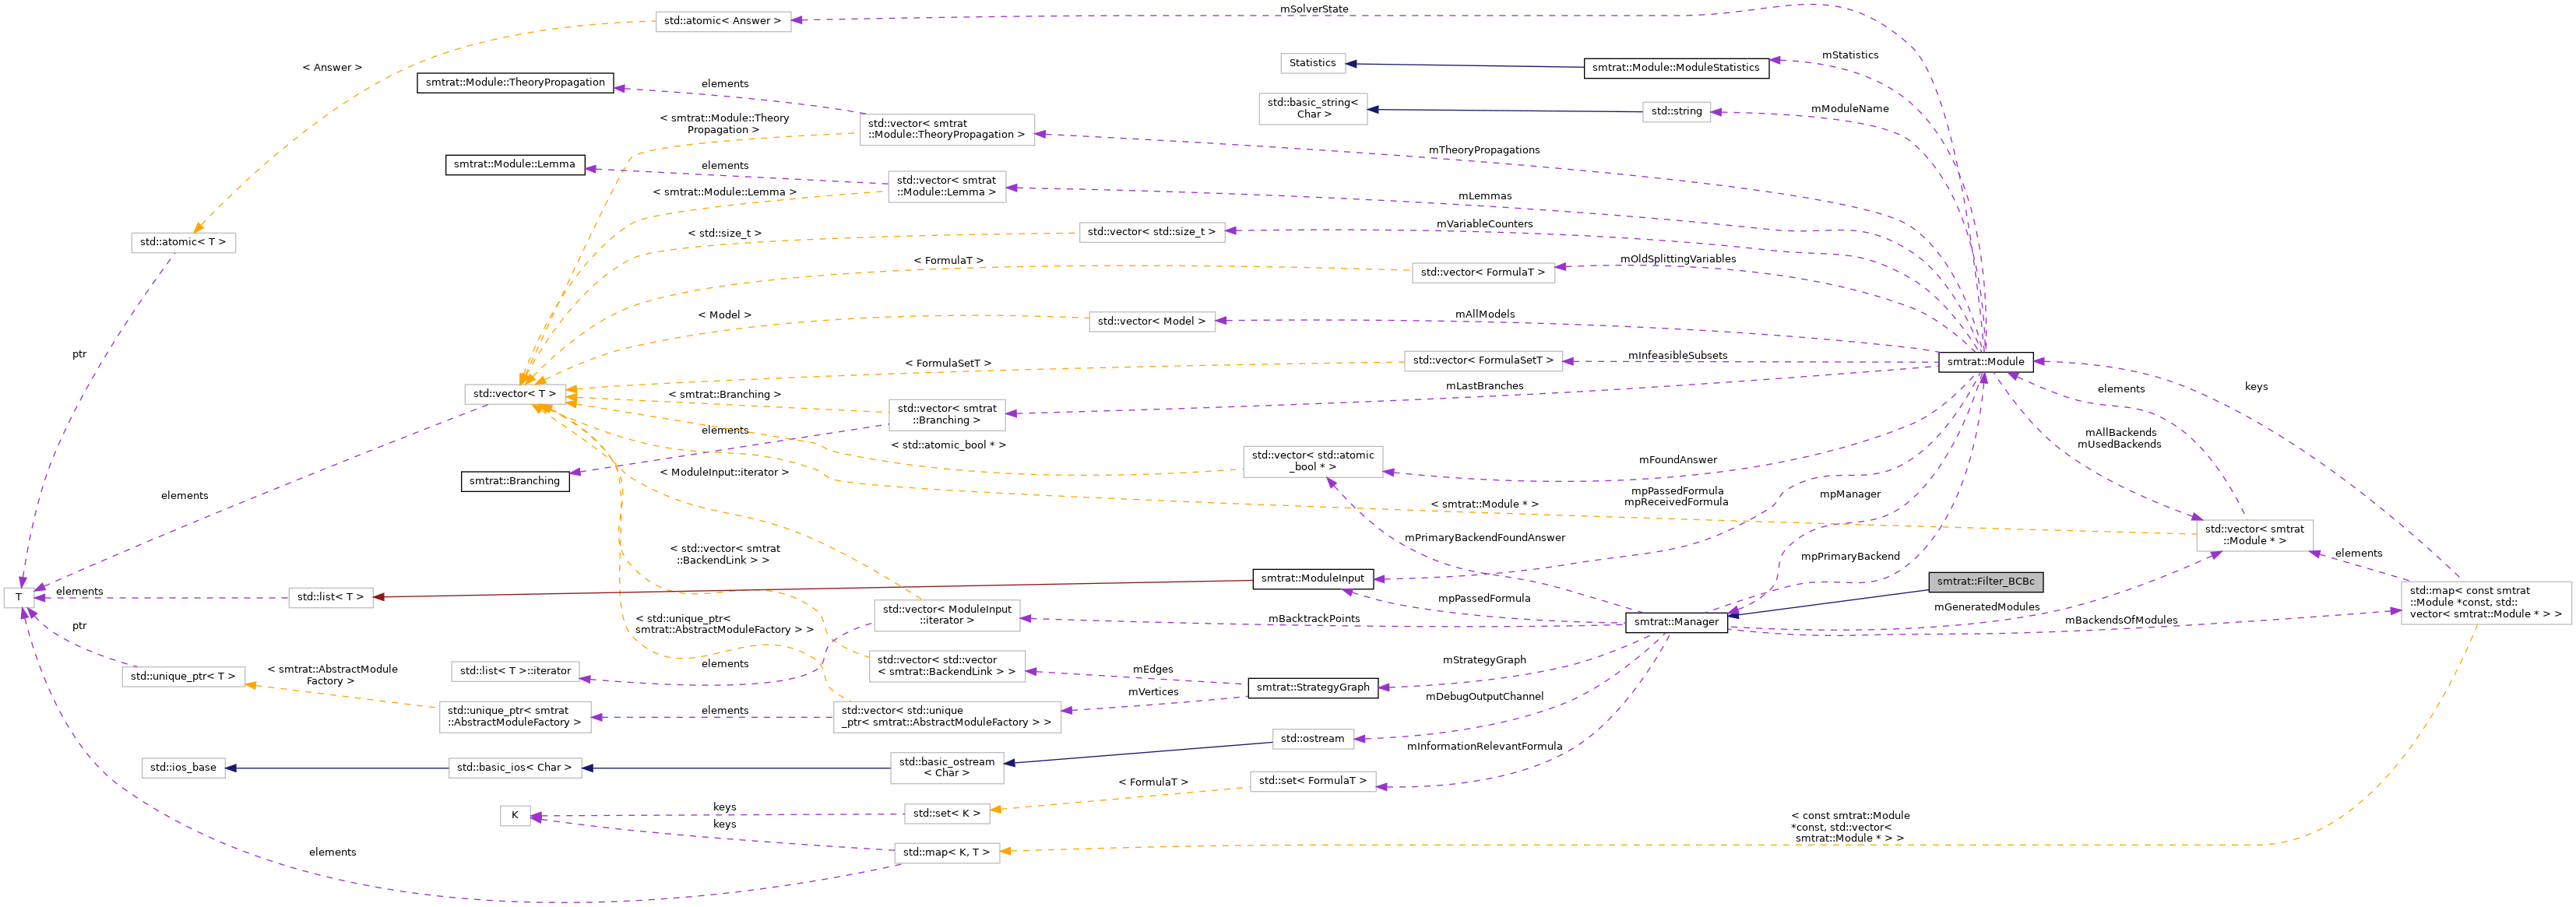 std::atomic< Answer >
mSolverState
mStatistics
Statistics
smtrat::Module::ModuleStatistics
< Answer >
smtrat::Module::TheoryPropagation
elements
std::basic_string<
Char >
std::string
mModuleName
< smtrat::Module::Theory
Propagation >
std::vector< smtrat
::Module::TheoryPropagation >
mTheoryPropagations
smtrat::Module::Lemma
elements
std::vector< smtrat
::Module::Lemma >
< smtrat::Module::Lemma >
mLemmas
std::atomic< T >
< std::size_t >
std::vector< std::size_t >
mVariableCounters
< FormulaT >
std::vector< FormulaT >
mOldSplittingVariables
< Model >
std::vector< Model >
mAllModels
ptr
< FormulaSetT >
std::vector< FormulaSetT >
mInfeasibleSubsets
smtrat::Module
std::vector< T >
< smtrat::Branching >
std::vector< smtrat
::Branching >
mLastBranches
elements
keys
elements
< std::atomic_bool * >
std::vector< std::atomic
_bool * >
mFoundAnswer
mAllBackends
mUsedBackends
smtrat::Branching
< ModuleInput::iterator >
elements
< smtrat::Module * >
mpPassedFormula
mpReceivedFormula
mpManager
std::vector< smtrat
::Module * >
mPrimaryBackendFoundAnswer
< std::vector< smtrat
::BackendLink > >
mpPrimaryBackend
elements
smtrat::ModuleInput
smtrat::Filter_BCBc
T
elements
std::list< T >
std::map< const smtrat
::Module *const, std::
vector< smtrat::Module * > >
mpPassedFormula
mGeneratedModules
std::vector< ModuleInput
::iterator >
mBacktrackPoints
smtrat::Manager
mBackendsOfModules
ptr
< std::unique_ptr<
smtrat::AbstractModuleFactory > >
std::unique_ptr< T >
< smtrat::AbstractModule
Factory >
std::list< T >::iterator
elements
std::vector< std::vector
< smtrat::BackendLink > >
mEdges
mStrategyGraph
smtrat::StrategyGraph
mVertices
mDebugOutputChannel
std::unique_ptr< smtrat
::AbstractModuleFactory >
elements
std::vector< std::unique
_ptr< smtrat::AbstractModuleFactory > >
std::ostream
mInformationRelevantFormula
std::ios_base
std::basic_ios< Char >
std::basic_ostream
< Char >
std::set< FormulaT >
< FormulaT >
K
keys
std::set< K >
keys
elements
std::map< K, T >
< const smtrat::Module
*const, std::vector<
smtrat::Module * > >